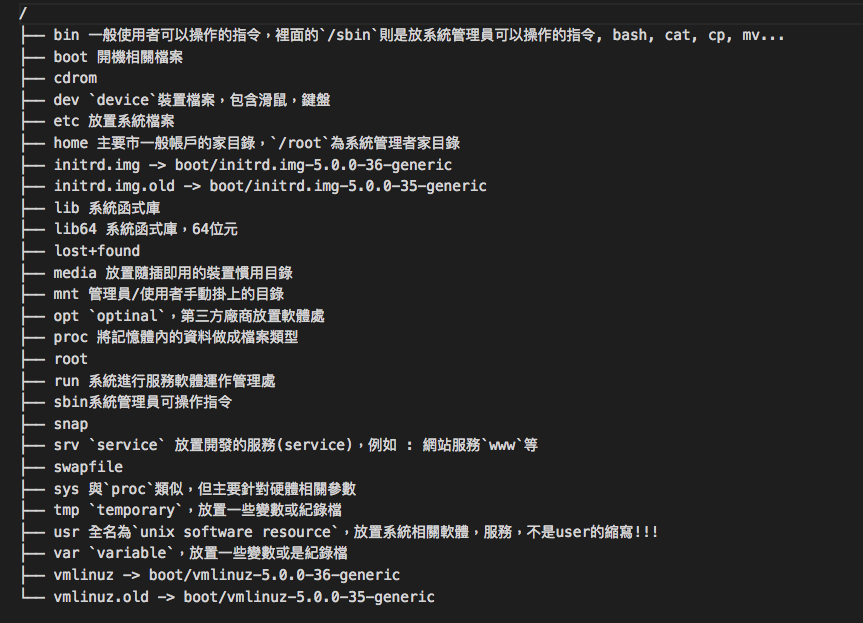 /
├── bin 一般使用者可以操作的指令，裡面的`/sbin`則是放系統管理員可以操作的指令, bash, cat, cp, mv...
├── boot 開機相關檔案
├── cdrom
├── dev `device`裝置檔案，包含滑鼠，鍵盤
├── etc 放置系統檔案
├── home 主要市一般帳戶的家目錄，`/root`為系統管理者家目錄
├── initrd.img -> boot/initrd.img-5.0.0-36-generic
├── initrd.img.old -> boot/initrd.img-5.0.0-35-generic
├── lib 系統函式庫
├── lib64 系統函式庫，64位元
├── lost+found
├── media 放置隨插即用的裝置慣用目錄
├── mnt 管理員/使用者手動掛上的目錄
├── opt `optinal`，第三方廠商放置軟體處
├── proc 將記憶體內的資料做成檔案類型
├── root
├── run 系統進行服務軟體運作管理處
├── sbin系統管理員可操作指令
├── snap
├── srv `service` 放置開發的服務(service)，例如 : 網站服務`www`等
├── swapfile
├── sys 與`proc`類似，但主要針對硬體相關參數
├── tmp `temporary`，放置一些變數或紀錄檔
├── usr 全名為`unix software resource`，放置系統相關軟體，服務，不是user的縮寫!!!
├── var `variable`，放置一些變數或是紀錄檔
├── vmlinuz -> boot/vmlinuz-5.0.0-36-generic
└── vmlinuz.old -> boot/vmlinuz-5.0.0-35-generic